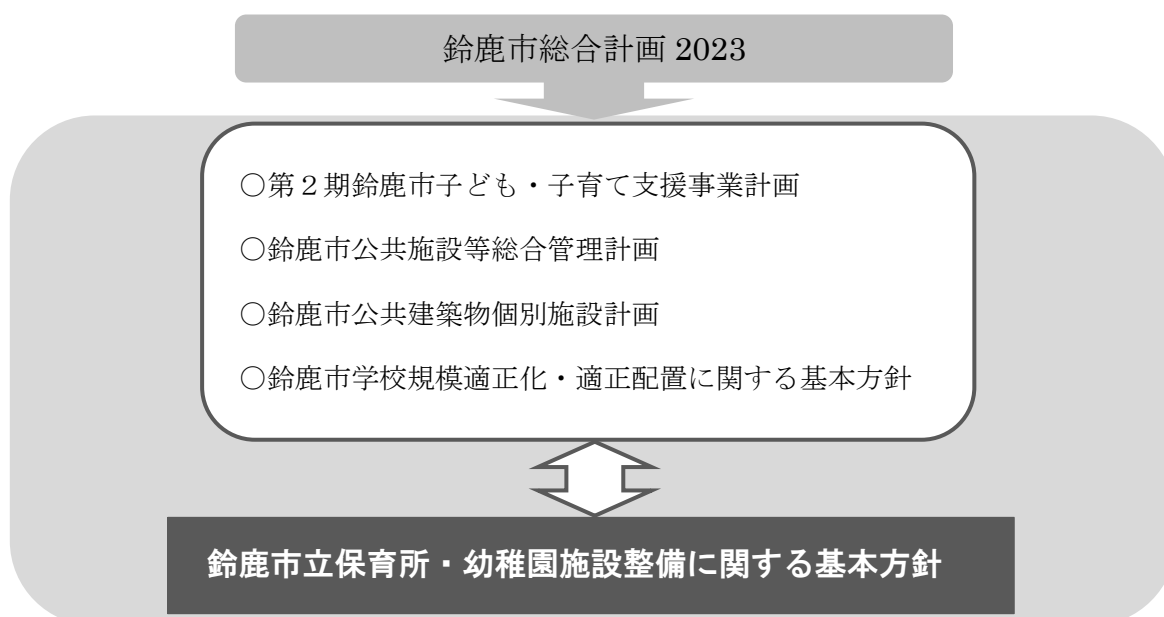 鈴鹿市総合計画 2023
○第２期鈴鹿市子ども・子育て支援事業計画
○鈴鹿市公共施設等総合管理計画
○鈴鹿市公共建築物個別施設計画
○鈴鹿市学校規模適正化・適正配置に関する基本方針
鈴鹿市立保育所・幼稚園施設整備に関する基本方針